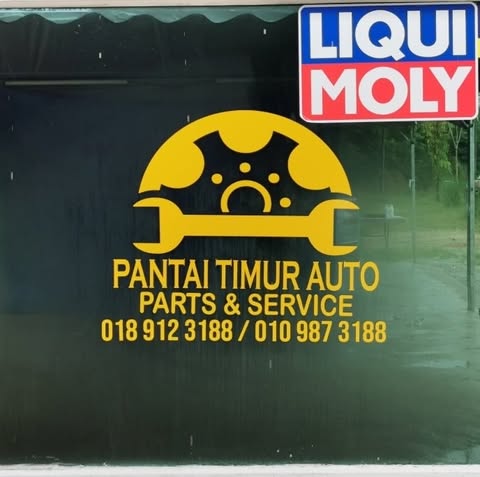 LIQUI
MOLY
PANTAI TIMUR AUTO
PARTS & SERVICE
018 912 3188 / 010 987 3188